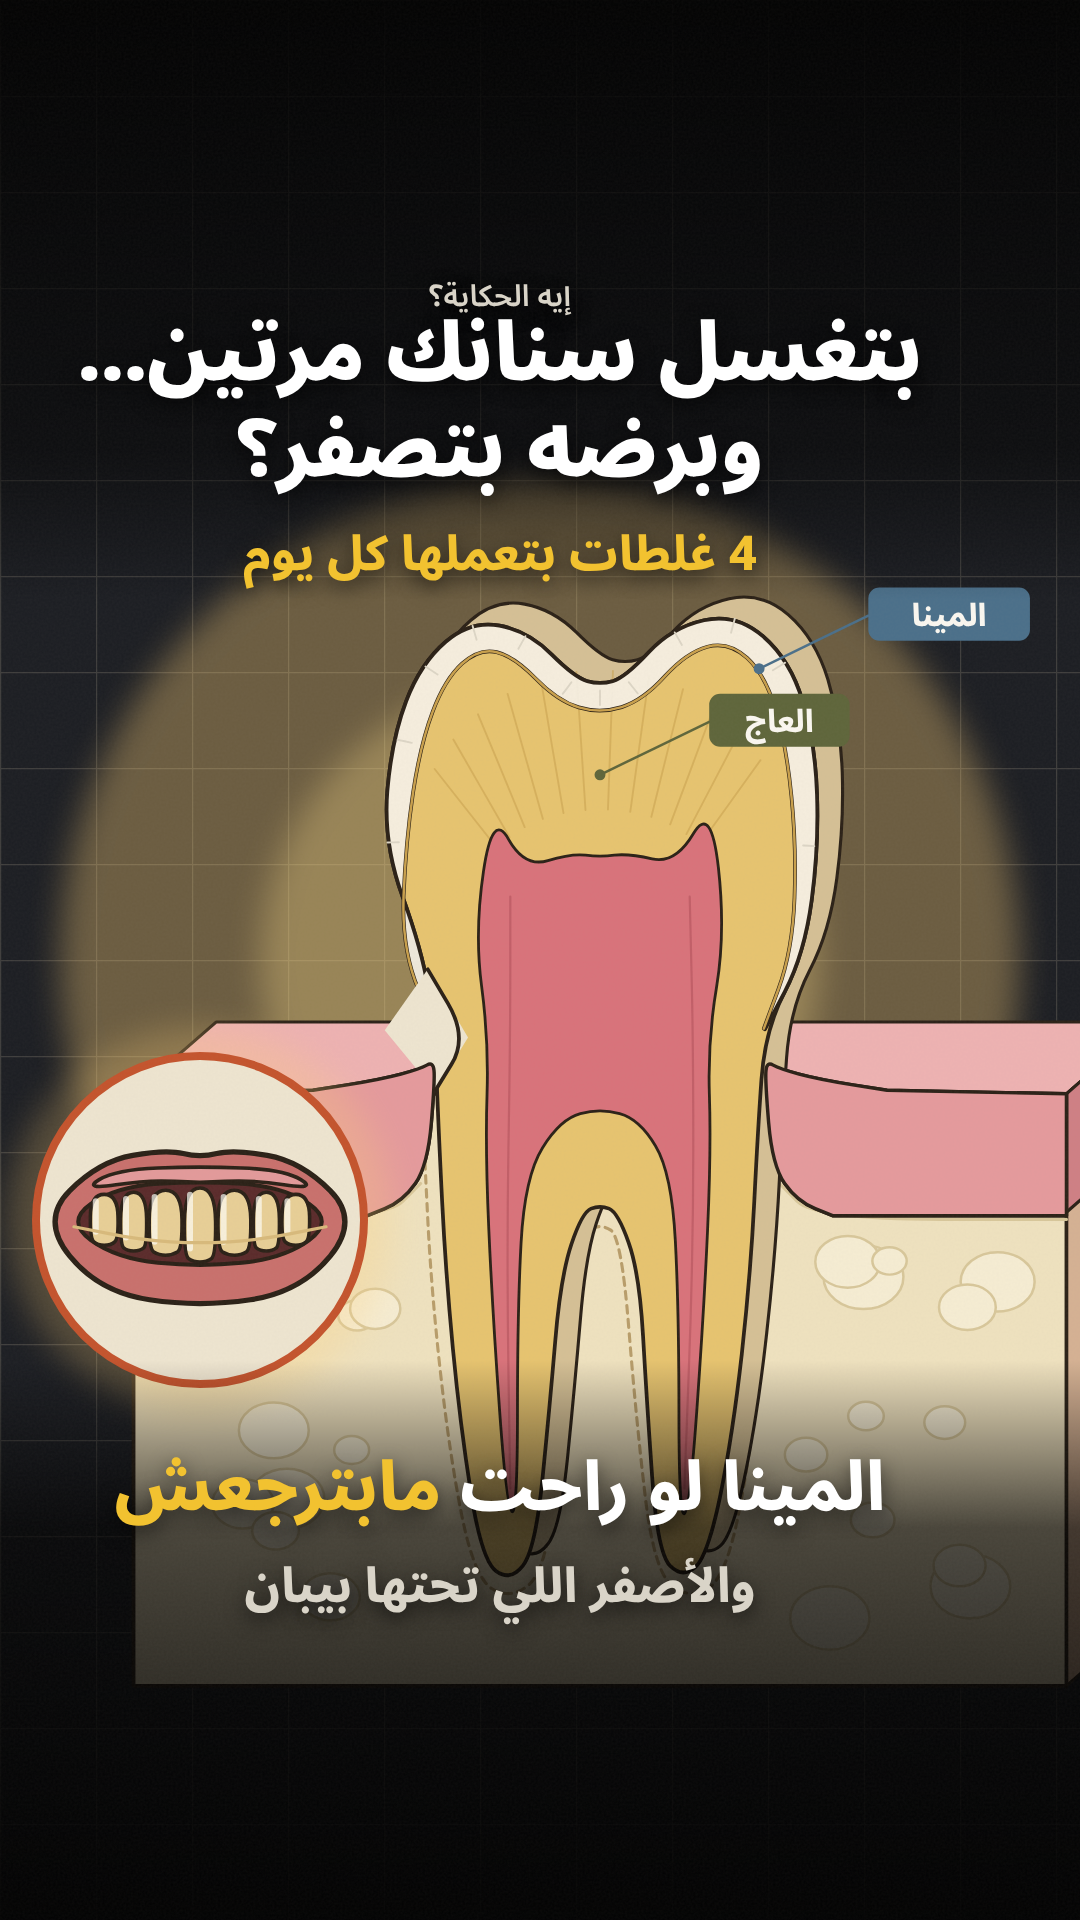 إيه الحكاية؟
بتغسل سنانك مرتين...
وبرضه بتصفر؟
4 غلطات بتعملها كل يوم
المينا
العاج
المينا لو راحت مابترجعش
والأصفر اللي تحتها بيبان